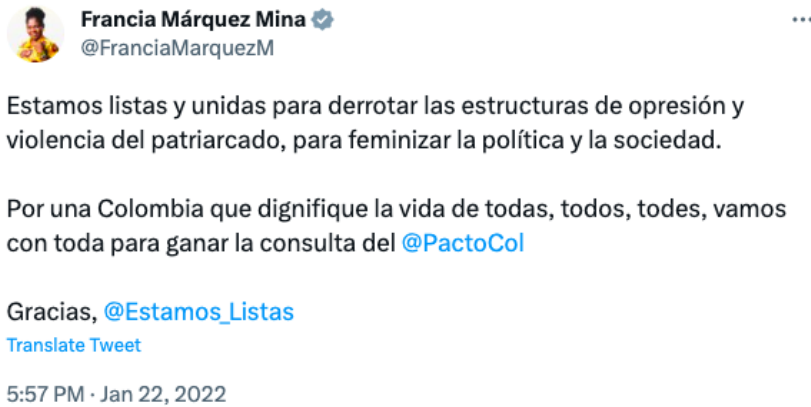 Francia Márquez Mina
@FranciaMarquezM
Estamos listas y unidas para derrotar las estructuras de opresión y
violencia del patriarcado, para feminizar la política y la sociedad.
Por una Colombia que dignifique la vida de todas, todos, todes, vamos
con toda para ganar la consulta del @PactoCol
Gracias, @Estamos_Listas
Translate Tweet
5:57 PM · Jan 22, 2022